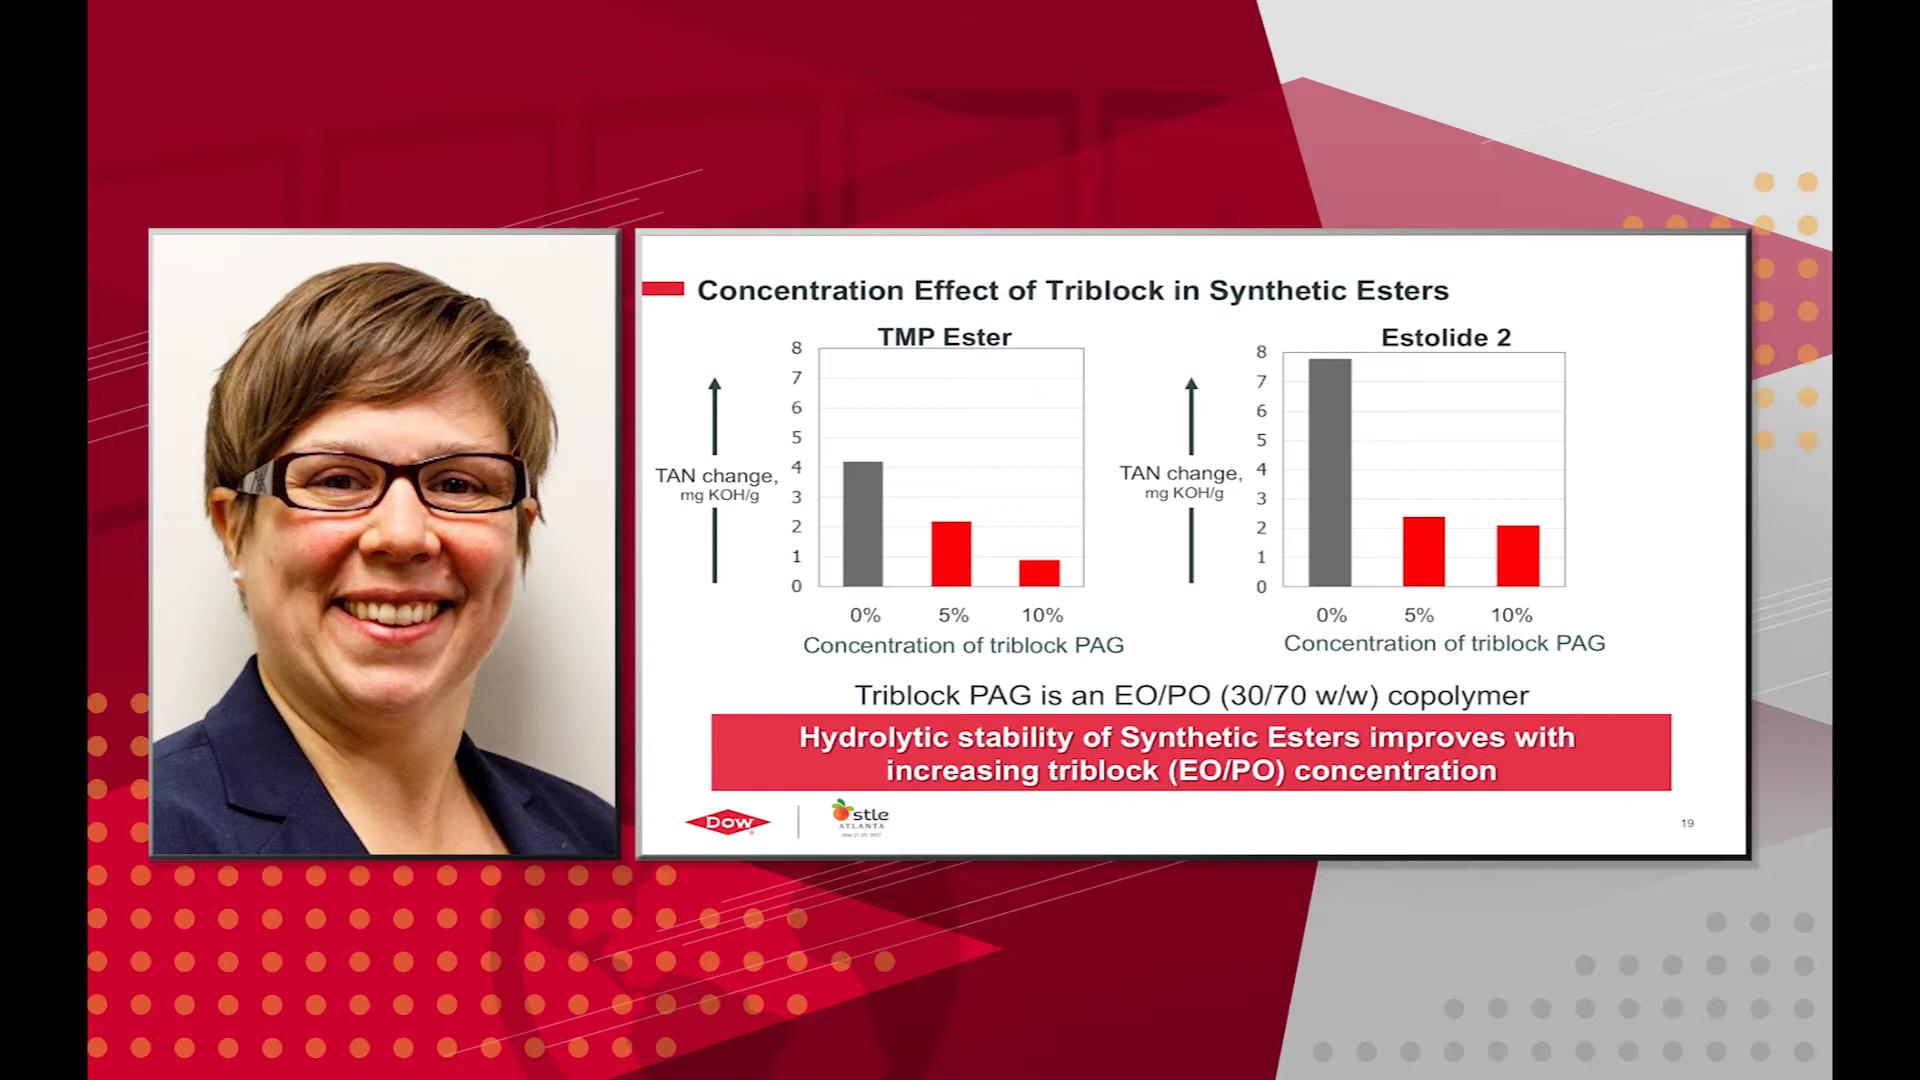 Concentration Effect of Triblock in Synthetic Esters
TMP Ester
8
7
6
5
4
3
2
1
0
TAN change,
mg KOH/g
0% 5% 10%
Concentration of triblock PAG
Estolide 2
8
7
6
5
4
3
2
1
0
TAN change,
mg KOH/g
0% 5% 10%
Concentration of triblock PAG
Triblock PAG is an EO/PO (30/70 w/w) copolymer
Hydrolytic stability of Synthetic Esters improves with
increasing triblock (EO/PO) concentration
DOW
stle
ATLANTA
19